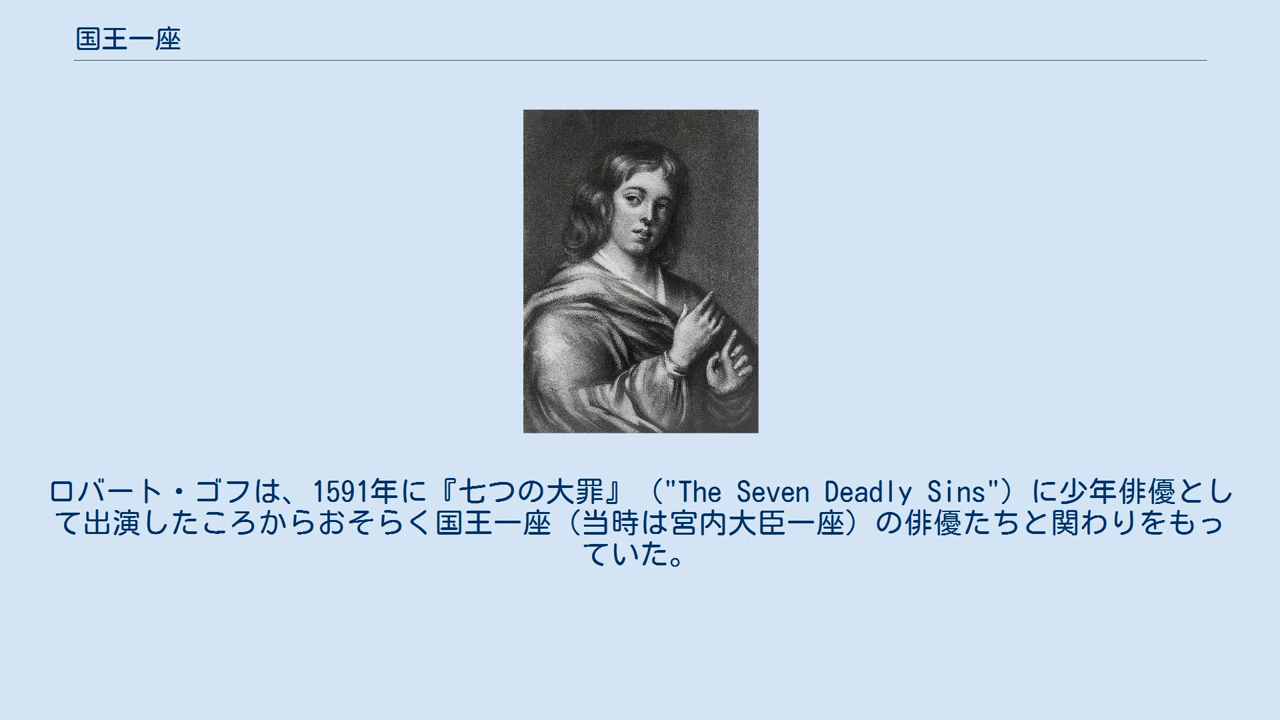 国王一座
ロバート・ゴフは、1591年に『七つの大罪』（"The Seven Deadly Sins"）に少年俳優とし
て出演したころからおそらく国王一座（当時は宮内大臣一座）の俳優たちと関わりをもっ
ていた。